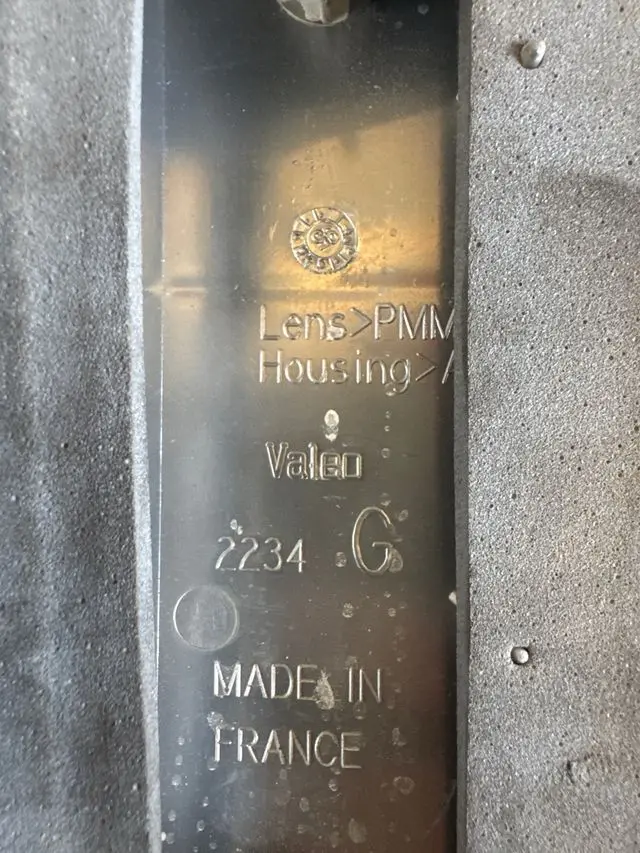 Lens>PMM
Housing>A
Valeo
2234 G
MADE IN
FRANCE